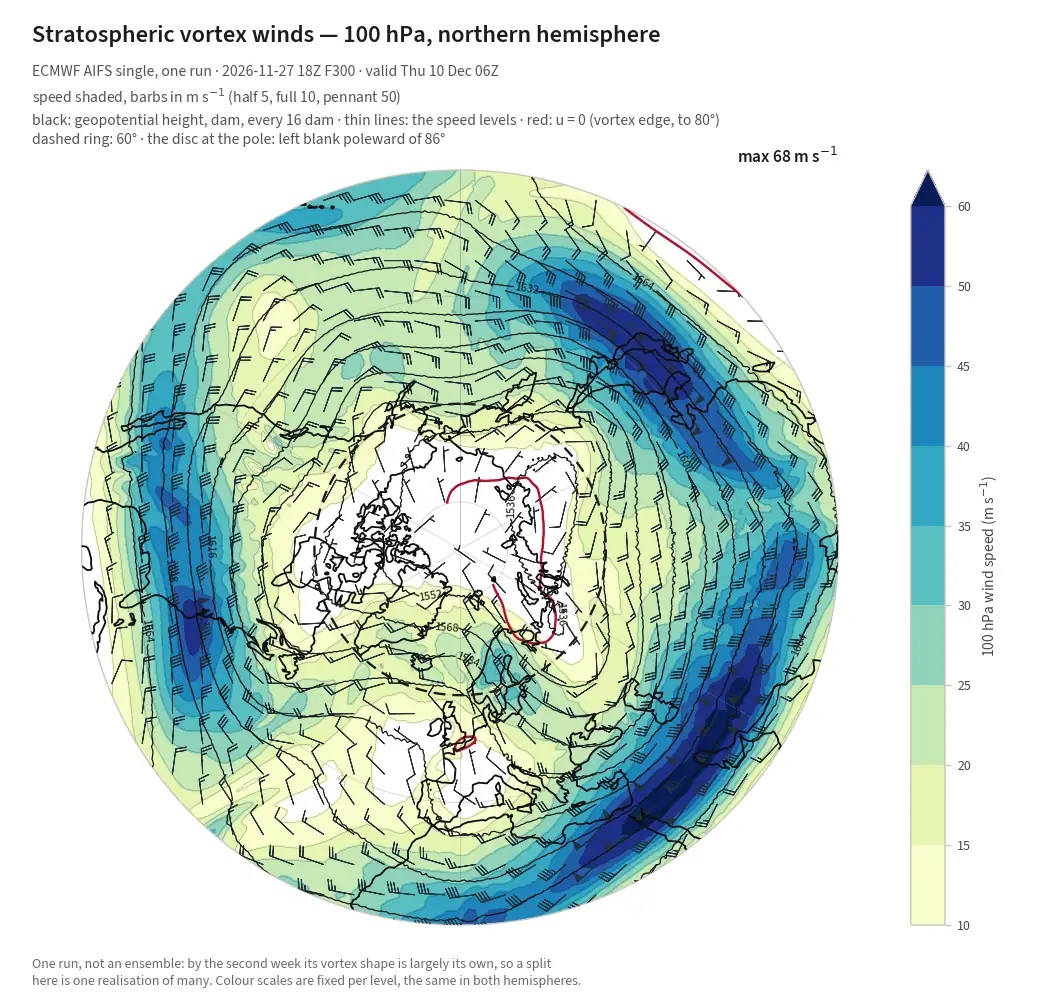 Stratospheric vortex winds — 100 hPa, northern hemisphere
ECMWF AIFS single, one run · 2026-11-27 18Z F300 · valid Thu 10 Dec 06Z
speed shaded, barbs in m s⁻¹ (half 5, full 10, pennant 50)
black: geopotential height, dam, every 16 dam · thin lines: the speed levels · red: u = 0 (vortex edge, to 80°)
dashed ring: 60° · the disc at the pole: left blank poleward of 86°
max 68 m s⁻¹
60
50
45
40
35
30
25
20
15
10
100 hPa wind speed (m s⁻¹)
1632
1664
1536
1616
1552
1568
1536
1664
1664
One run, not an ensemble: by the second week its vortex shape is largely its own, so a split
here is one realisation of many. Colour scales are fixed per level, the same in both hemispheres.